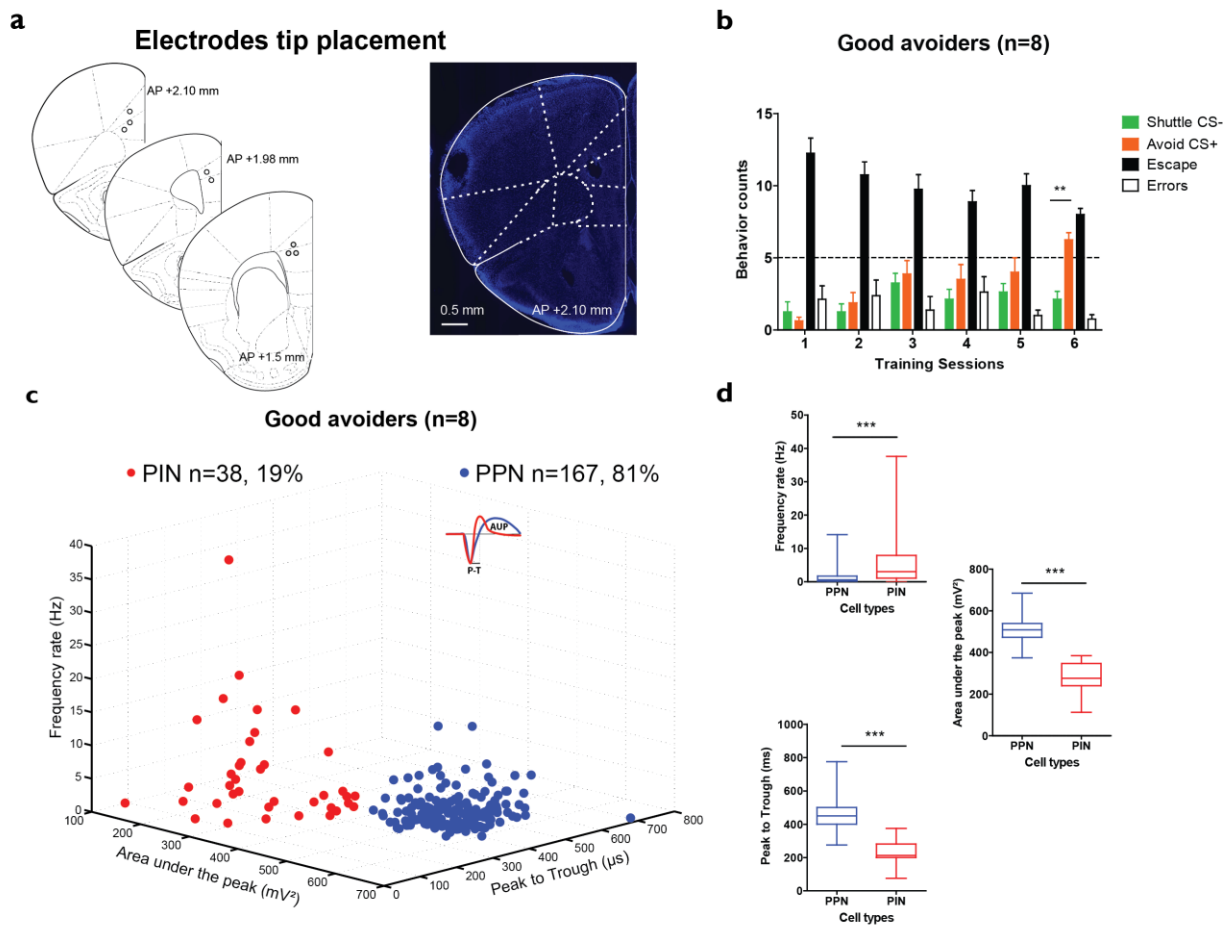 a
Electrodes tip placement
AP +2.10 mm
AP +1.98 mm
AP +1.5 mm
0.5 mm
AP +2.10 mm
b
Good avoiders (n=8)
Behavior counts
15
10
5
0
**
1 2 3 4 5 6
Training Sessions
Shuttle CS-
Avoid CS+
Escape
Errors
c
Good avoiders (n=8)
PIN n=38, 19%
PPN n=167, 81%
AUP
P-T
Frequency rate (Hz)
40
35
30
25
20
15
10
5
0
100 200 300 400 500 600 700
Area under the peak (mV²)
0 100 200 300 400 500 600 700 800
Peak to Trough (µs)
d
Frequency rate (Hz)
50
40
30
20
10
0
***
PPN PIN
Cell types
Area under the peak (mV²)
800
600
400
200
0
***
PPN PIN
Cell types
Peak to Trough (ms)
1000
800
600
400
200
0
***
PPN PIN
Cell types